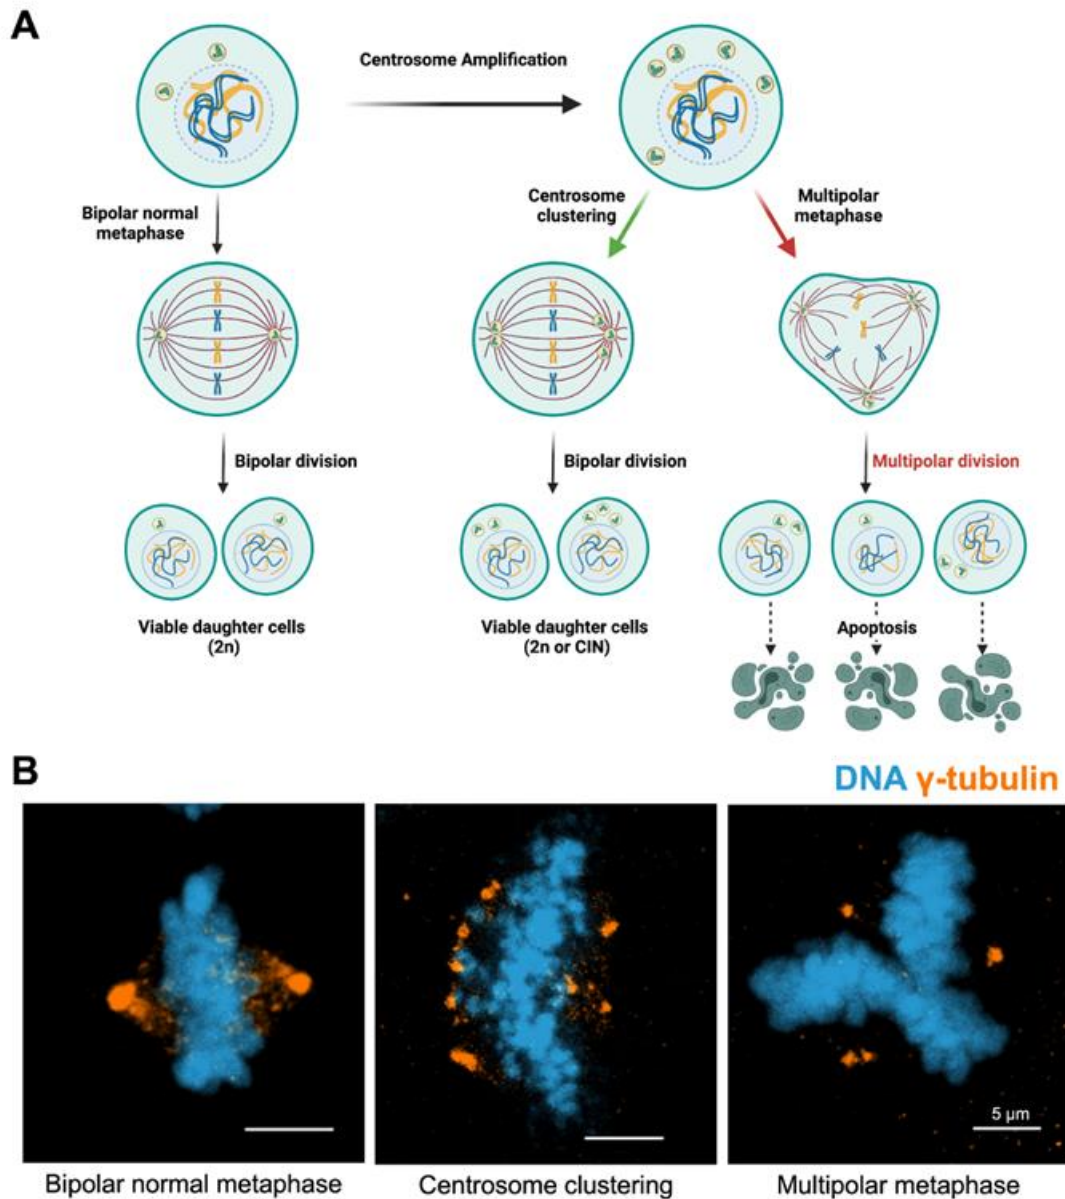 A
Centrosome Amplification
Bipolar normal
metaphase
Centrosome
clustering
Multipolar
metaphase
Bipolar division
Bipolar division
Multipolar division
Viable daughter cells
(2n)
Viable daughter cells
(2n or CIN)
Apoptosis
B
DNA γ-tubulin
5 µm
Bipolar normal metaphase
Centrosome clustering
Multipolar metaphase